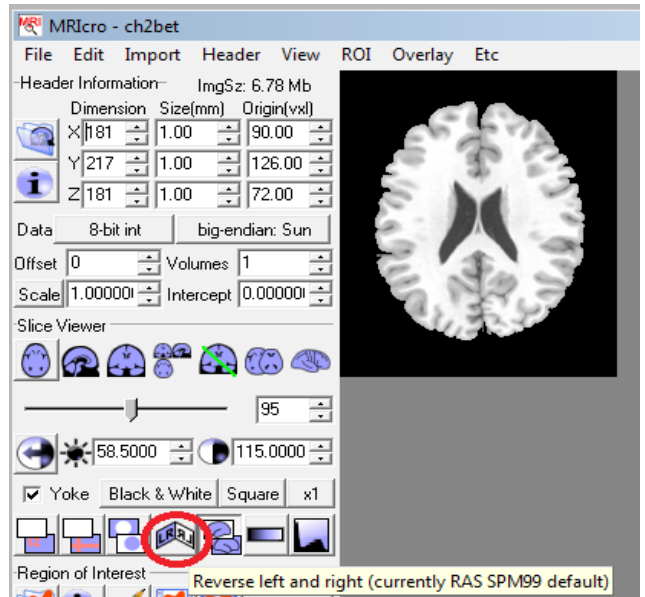 MRIcro - ch2bet
File Edit Import Header View ROI Overlay Etc
Header Information ImgSz: 6.78 Mb
Dimension Size(mm) Origin(vxl)
X 181 1.00 90.00
Y 217 1.00 126.00
Z 181 1.00 72.00
Data 8-bit int big-endian: Sun
Offset 0 Volumes 1
Scale 1.00000 Intercept 0.00000
Slice Viewer
95
58.5000 115.0000
Yoke Black & White Square x1
Region of Interest
Reverse left and right (currently RAS SPM99 default)